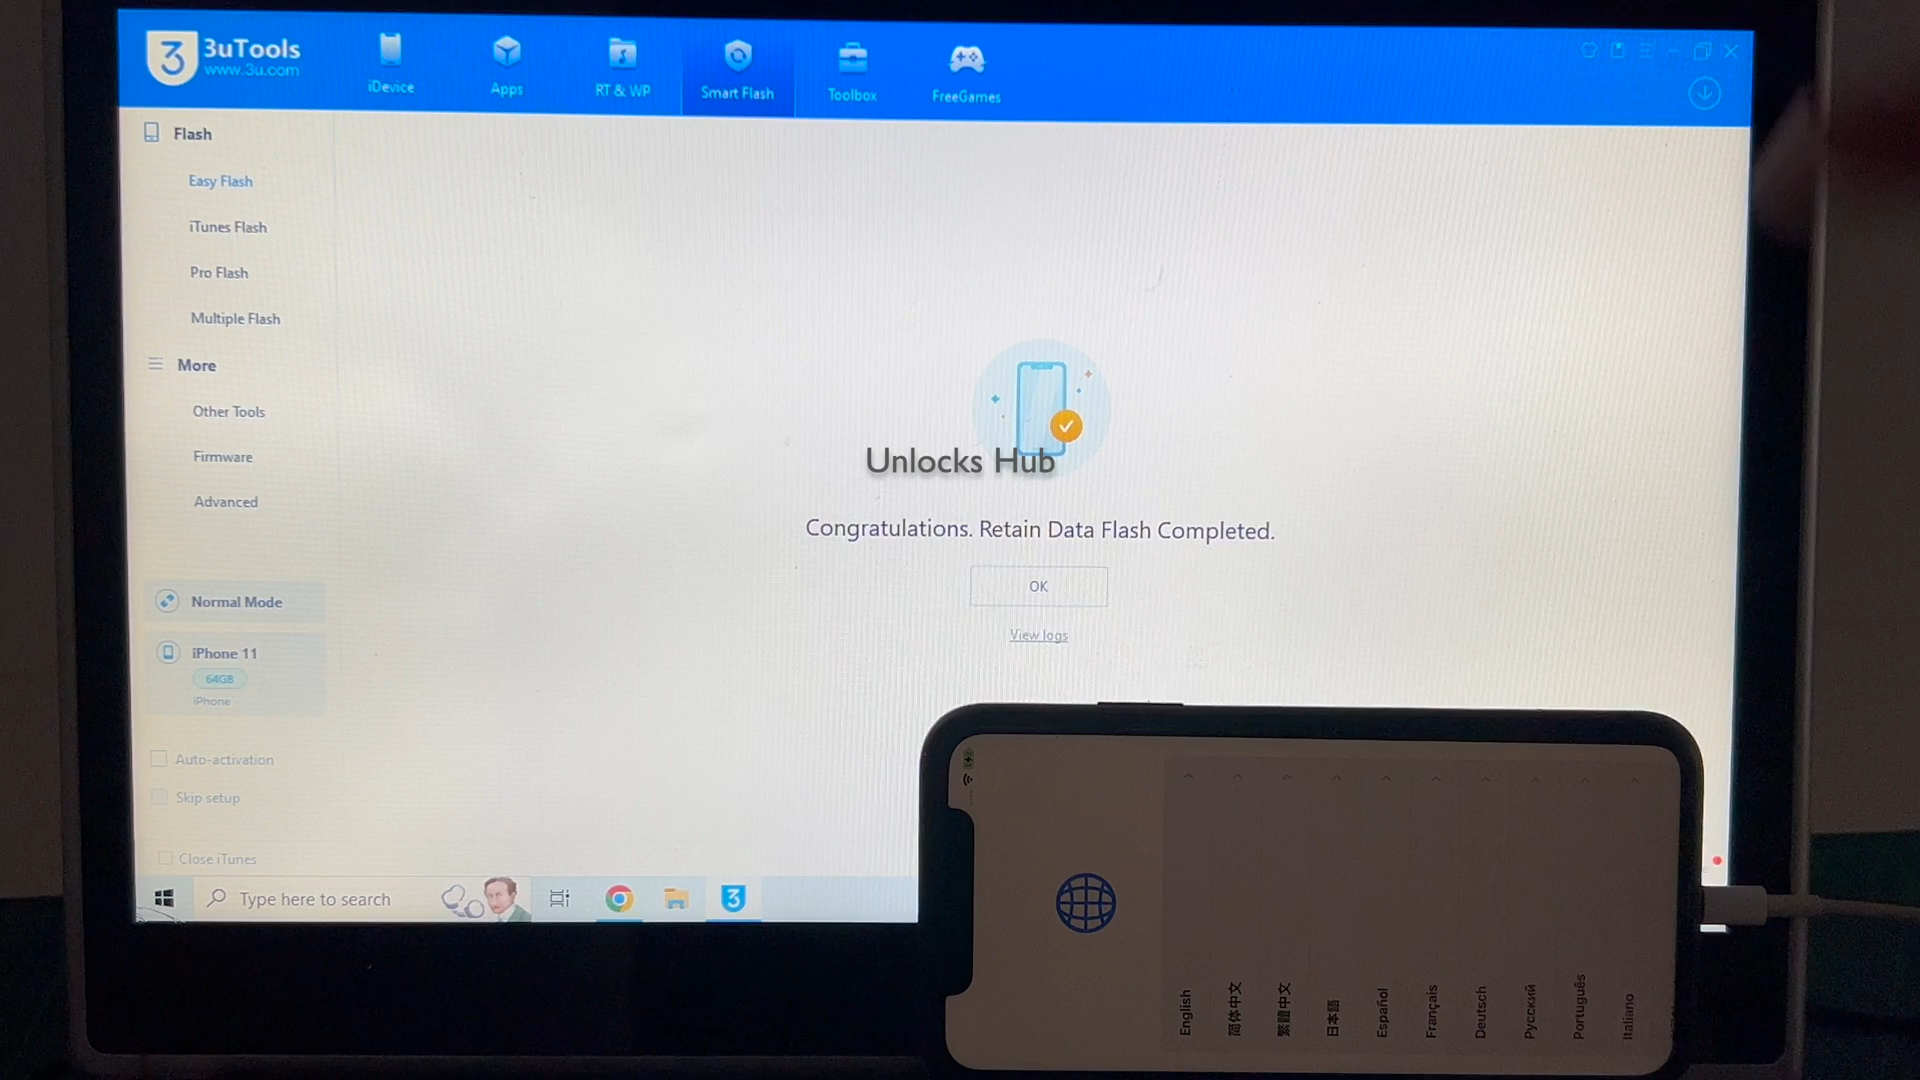 3 3uTools
www.3u.com
iDevice
Apps
RT & WP
Smart Flash
Toolbox
FreeGames
Flash
Easy Flash
iTunes Flash
Pro Flash
Multiple Flash
More
Other Tools
Firmware
Advanced
Normal Mode
iPhone 11
64GB
iPhone
Auto-activation
Skip setup
Close iTunes
Unlocks Hub
Congratulations. Retain Data Flash Completed.
OK
View logs
Type here to search
3
English
简体中文
繁體中文
日本語
Español
Français
Deutsch
Русский
Português
Italiano